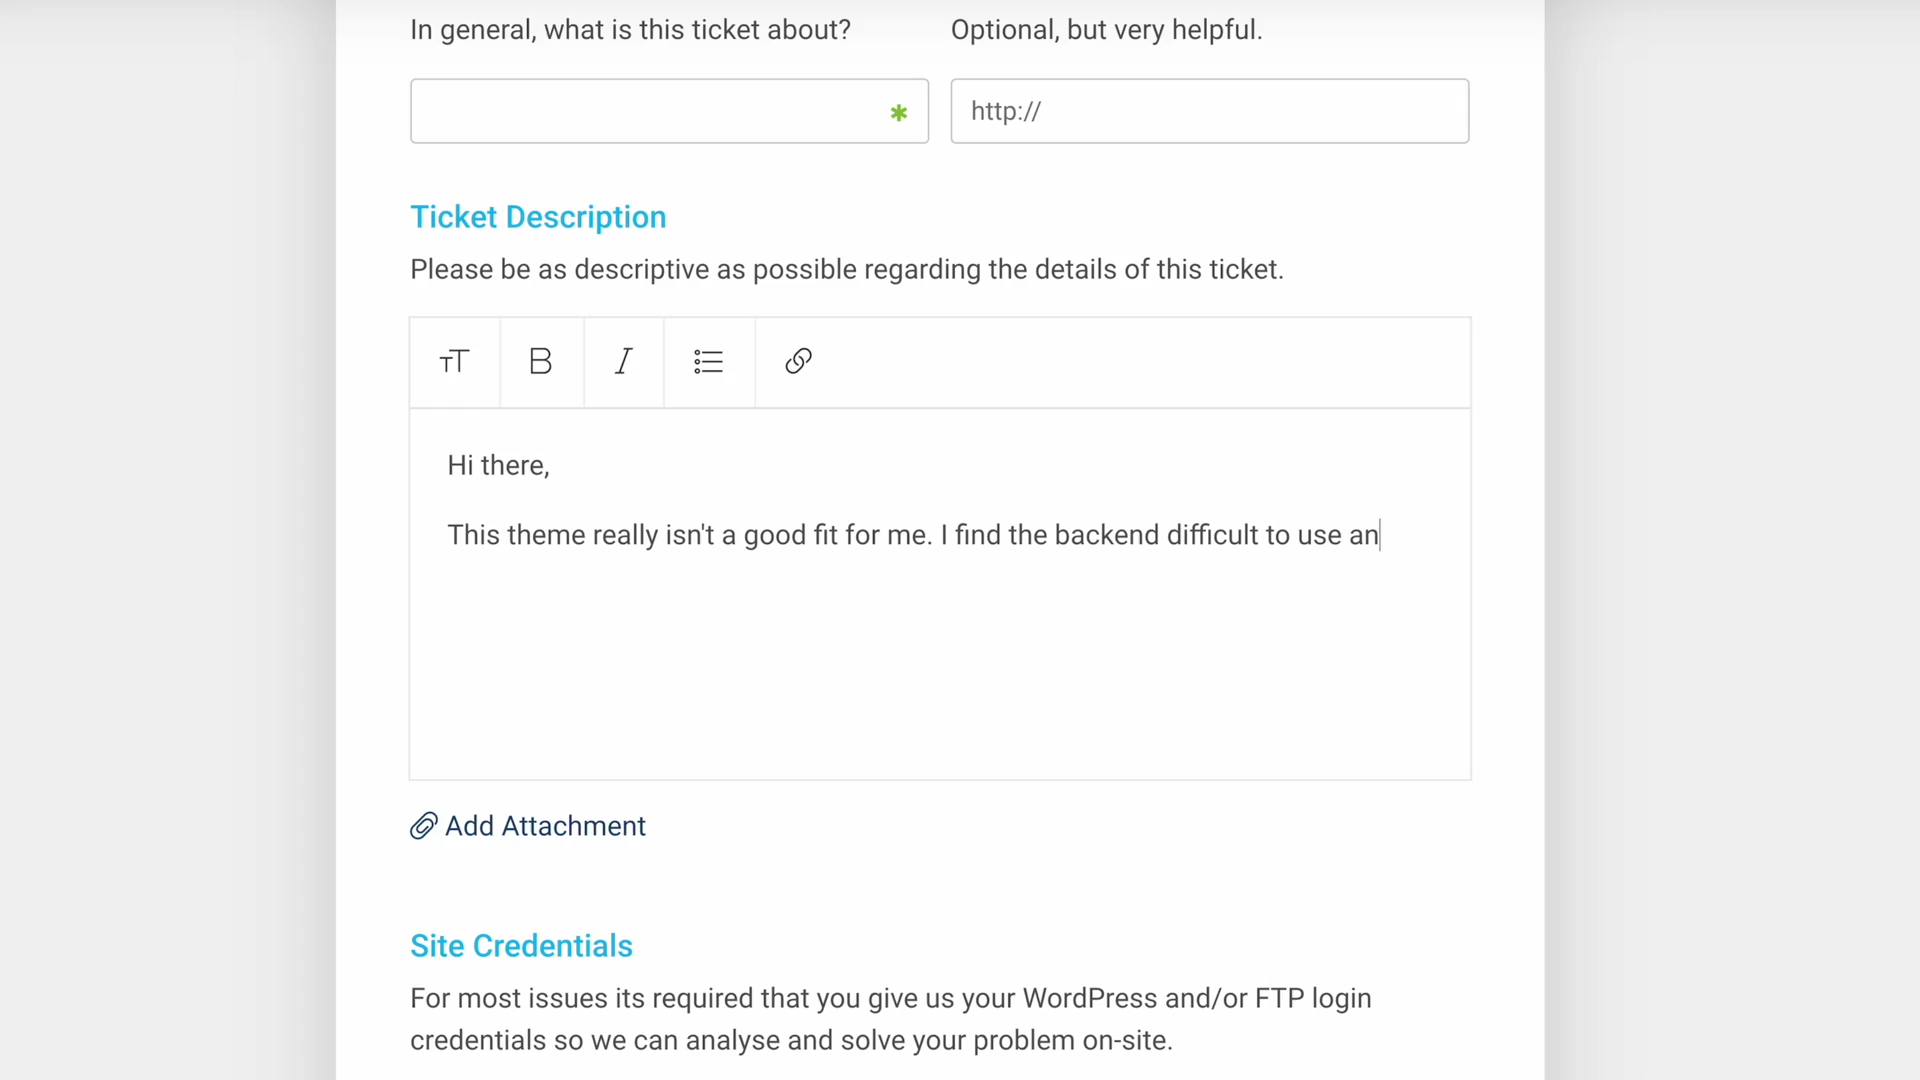 In general, what is this ticket about?
Optional, but very helpful.
*
http://
Ticket Description
Please be as descriptive as possible regarding the details of this ticket.
TT B I
Hi there,
This theme really isn't a good fit for me. I find the backend difficult to use an
Add Attachment
Site Credentials
For most issues its required that you give us your WordPress and/or FTP login
credentials so we can analyse and solve your problem on-site.